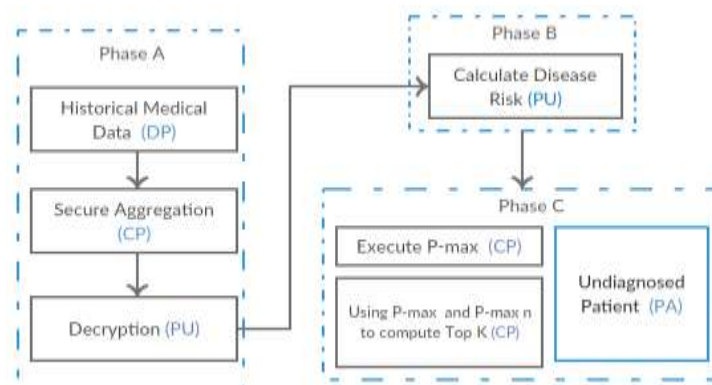 Phase A
Historical Medical
Data (DP)
Secure Aggregation
(CP)
Decryption (PU)
Phase B
Calculate Disease
Risk (PU)
Phase C
Execute P-max (CP)
Using P-max and P-max n
to compute Top K (CP)
Undiagnosed
Patient (PA)